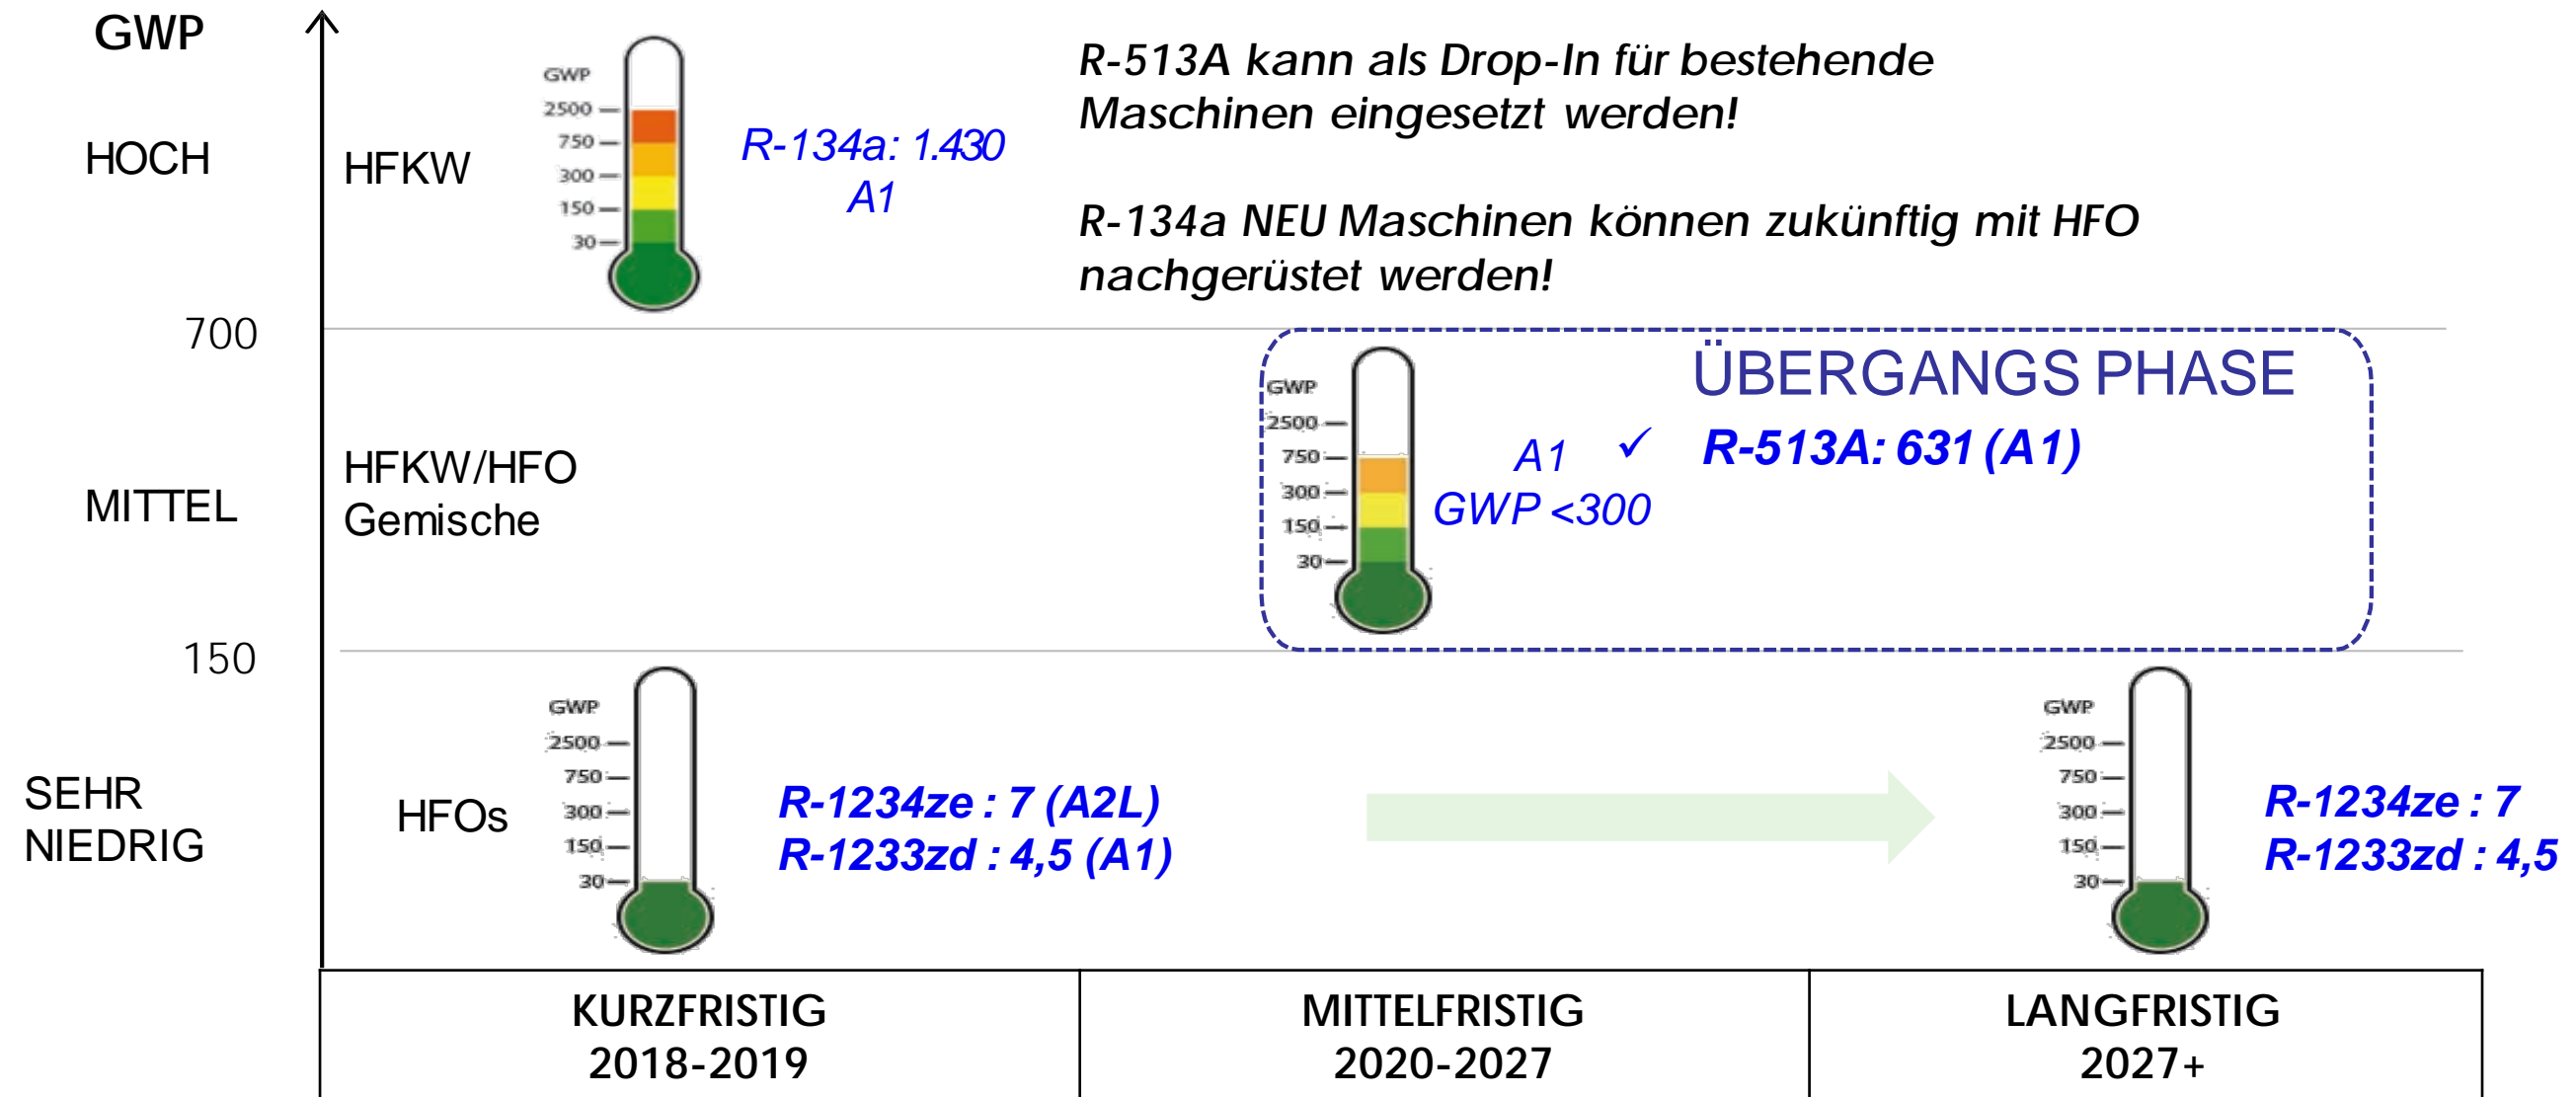 GWP
HOCH
HFKW
GWP
2500
750
300
150
30
R-134a: 1.430
A1
R-513A kann als Drop-In für bestehende
Maschinen eingesetzt werden!
R-134a NEU Maschinen können zukünftig mit HFO
nachgerüstet werden!
700
MITTEL
HFKW/HFO
Gemische
GWP
2500
750
300
150
30
A1 ✓
GWP <300
ÜBERGANGS PHASE
R-513A: 631 (A1)
150
SEHR
NIEDRIG
HFOs
GWP
2500
750
300
150
30
R-1234ze : 7 (A2L)
R-1233zd : 4,5 (A1)
GWP
2500
750
300
150
30
R-1234ze : 7
R-1233zd : 4,5
KURZFRISTIG
2018-2019
MITTELFRISTIG
2020-2027
LANGFRISTIG
2027+